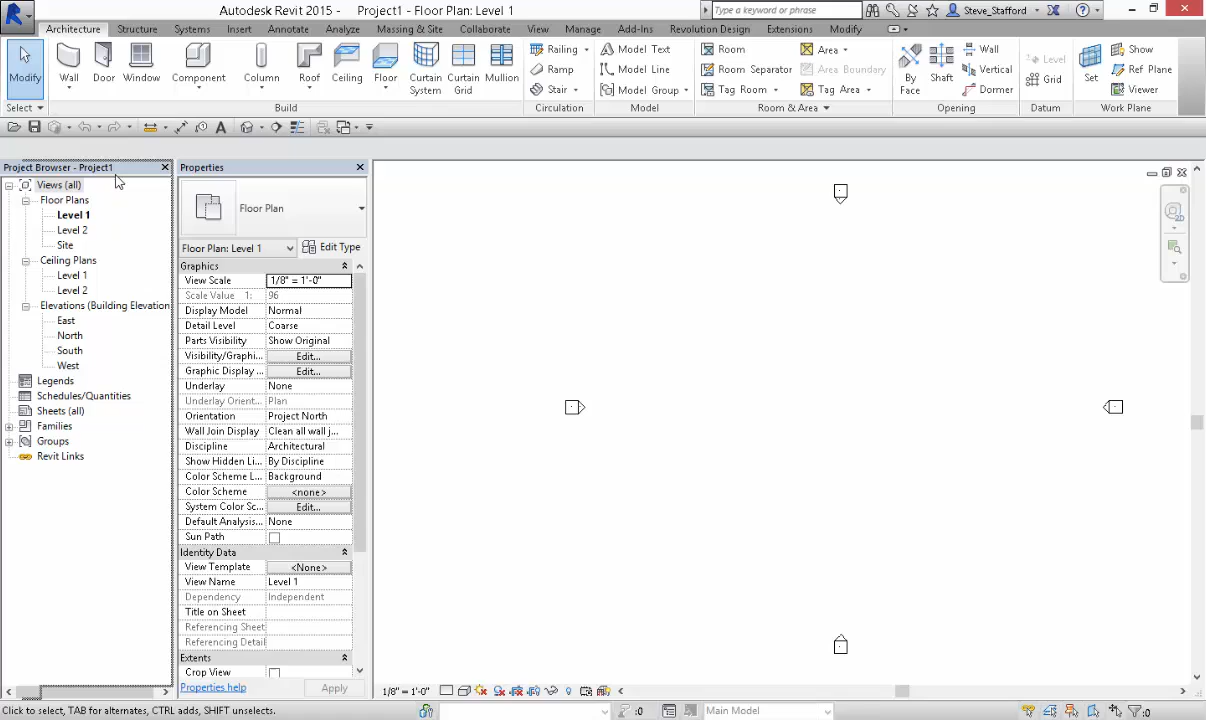 Autodesk Revit 2015 - Project1 - Floor Plan: Level 1
Type a keyword or phrase
Steve_Stafford
Architecture Structure Systems Insert Annotate Analyze Massing & Site Collaborate View Manage Add-Ins Revolution Design Extensions Modify
Modify
Select
Wall
Door
Window
Component
Column
Roof
Ceiling
Floor
Curtain System
Curtain Grid
Mullion
Build
Railing
Ramp
Stair
Circulation
Model Text
Model Line
Model Group
Model
Room
Room Separator
Tag Room
Area
Area Boundary
Tag Area
Room & Area
By Face
Shaft
Wall
Vertical
Dormer
Opening
Level
Grid
Datum
Set
Show
Ref Plane
Viewer
Work Plane
Project Browser - Project1
Views (all)
Floor Plans
Level 1
Level 2
Site
Ceiling Plans
Level 1
Level 2
Elevations (Building Elevation
East
North
South
West
Legends
Schedules/Quantities
Sheets (all)
Families
Groups
Revit Links
Properties
Floor Plan
Floor Plan: Level 1 Edit Type
Graphics
View Scale 1/8" = 1'-0"
Scale Value 1: 96
Display Model Normal
Detail Level Coarse
Parts Visibility Show Original
Visibility/Graphi... Edit...
Graphic Display ... Edit...
Underlay None
Underlay Orient... Plan
Orientation Project North
Wall Join Display Clean all wall j...
Discipline Architectural
Show Hidden Li... By Discipline
Color Scheme L... Background
Color Scheme <none>
System Color Sc... Edit...
Default Analysis... None
Sun Path
Identity Data
View Template <None>
View Name Level 1
Dependency Independent
Title on Sheet
Referencing Sheet
Referencing Detail
Extents
Crop View
Properties help Apply
2D
1/8" = 1'-0"
Click to select, TAB for alternates, CTRL adds, SHIFT unselects.
:0
Main Model
:0